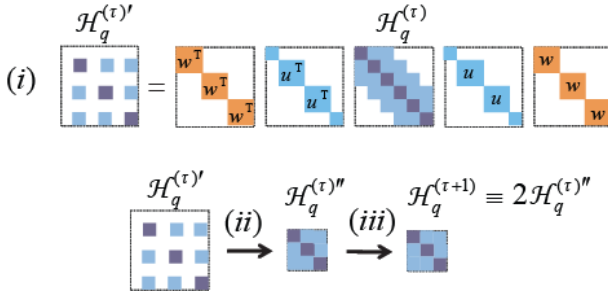 ℋ_q^{(τ)′} ℋ_q^{(τ)}
(i) = w^T w^T w^T u^T u^T u u w w w
ℋ_q^{(τ)′} ℋ_q^{(τ)″} ℋ_q^{(τ+1)} ≡ 2ℋ_q^{(τ)″}
(ii) (iii)